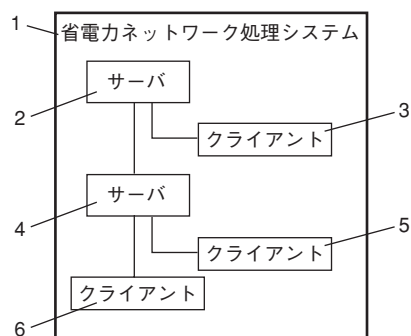 1
省電力ネットワーク処理システム
サーバ
2
3
クライアント
サーバ
4
5
クライアント
クライアント
6